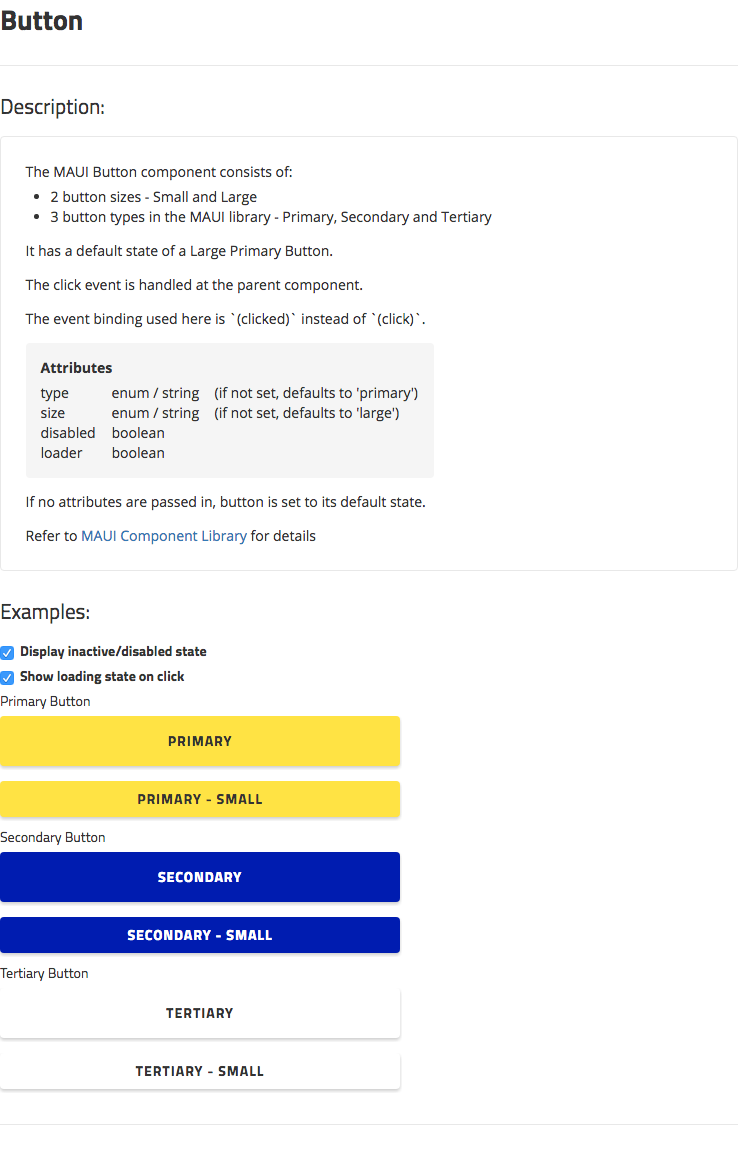 Button
Description:
The MAUI Button component consists of:
2 button sizes - Small and Large
3 button types in the MAUI library - Primary, Secondary and Tertiary
It has a default state of a Large Primary Button.
The click event is handled at the parent component.
The event binding used here is `(clicked)` instead of `(click)`.
Attributes
type enum / string (if not set, defaults to 'primary')
size enum / string (if not set, defaults to 'large')
disabled boolean
loader boolean
If no attributes are passed in, button is set to its default state.
Refer to MAUI Component Library for details
Examples:
Display inactive/disabled state
Show loading state on click
Primary Button
PRIMARY
PRIMARY - SMALL
Secondary Button
SECONDARY
SECONDARY - SMALL
Tertiary Button
TERTIARY
TERTIARY - SMALL